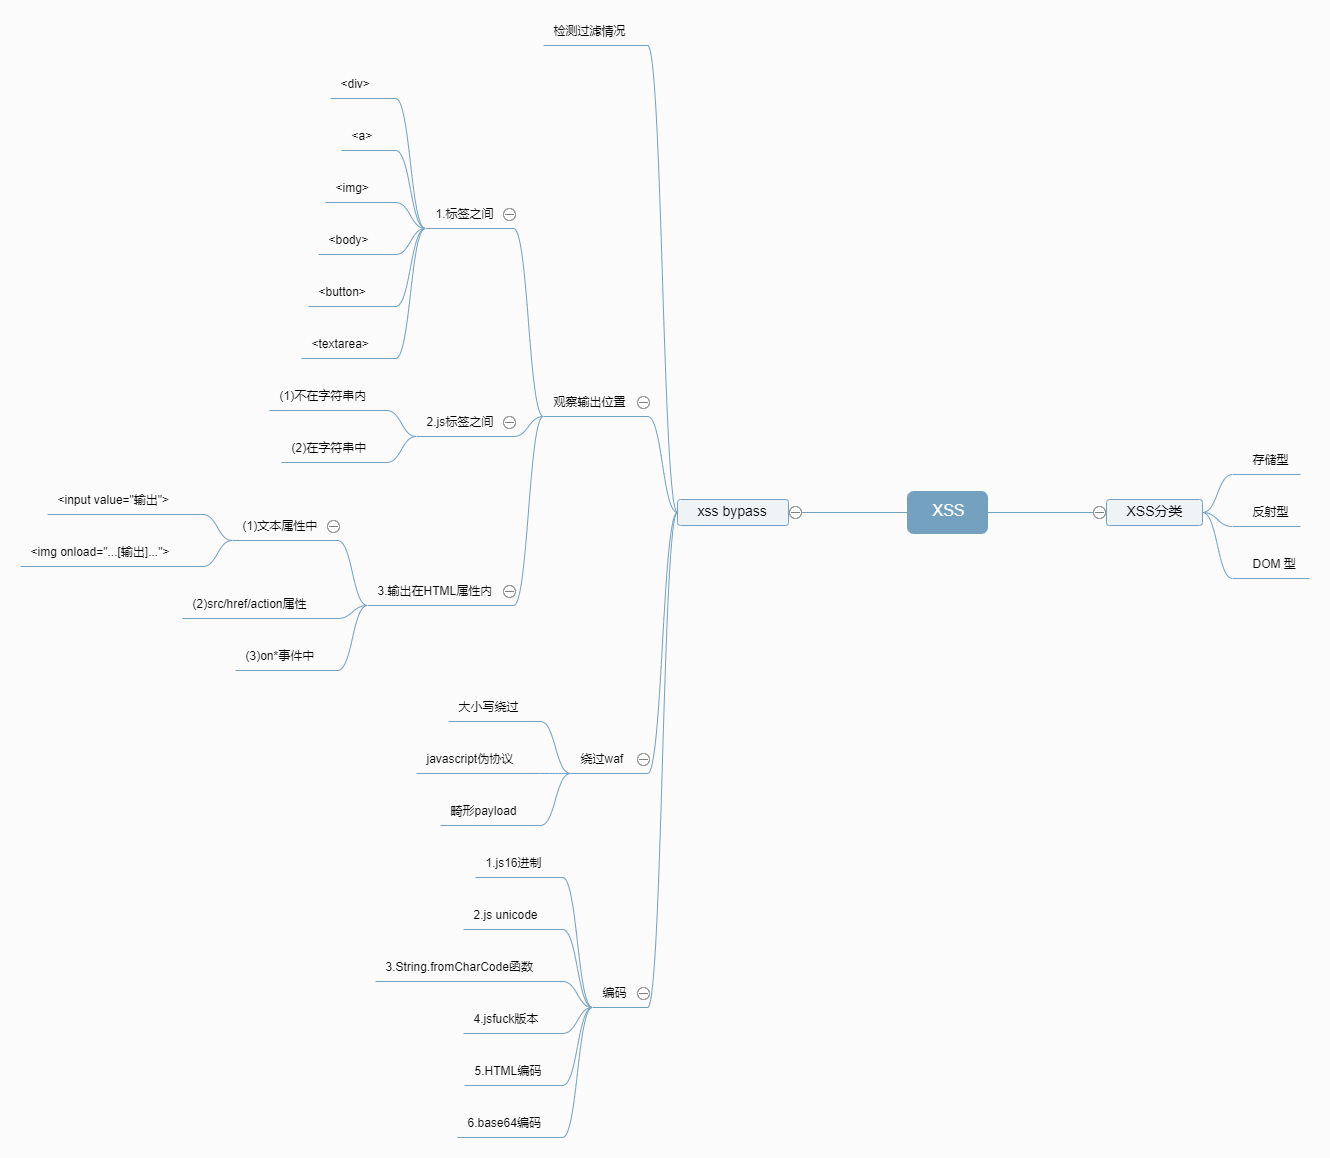 检测过滤情况
<div>
<a>
<img>
1.标签之间
<body>
<button>
<textarea>
(1)不在字符串内
观察输出位置
2.js标签之间
(2)在字符串中
<input value="输出">
(1)文本属性中
<img onload="...[输出]...">
3.输出在HTML属性内
(2)src/href/action属性
(3)on*事件中
xss bypass
XSS
XSS分类
存储型
反射型
DOM 型
大小写绕过
javascript伪协议
绕过waf
畸形payload
1.js16进制
2.js unicode
3.String.fromCharCode函数
编码
4.jsfuck版本
5.HTML编码
6.base64编码